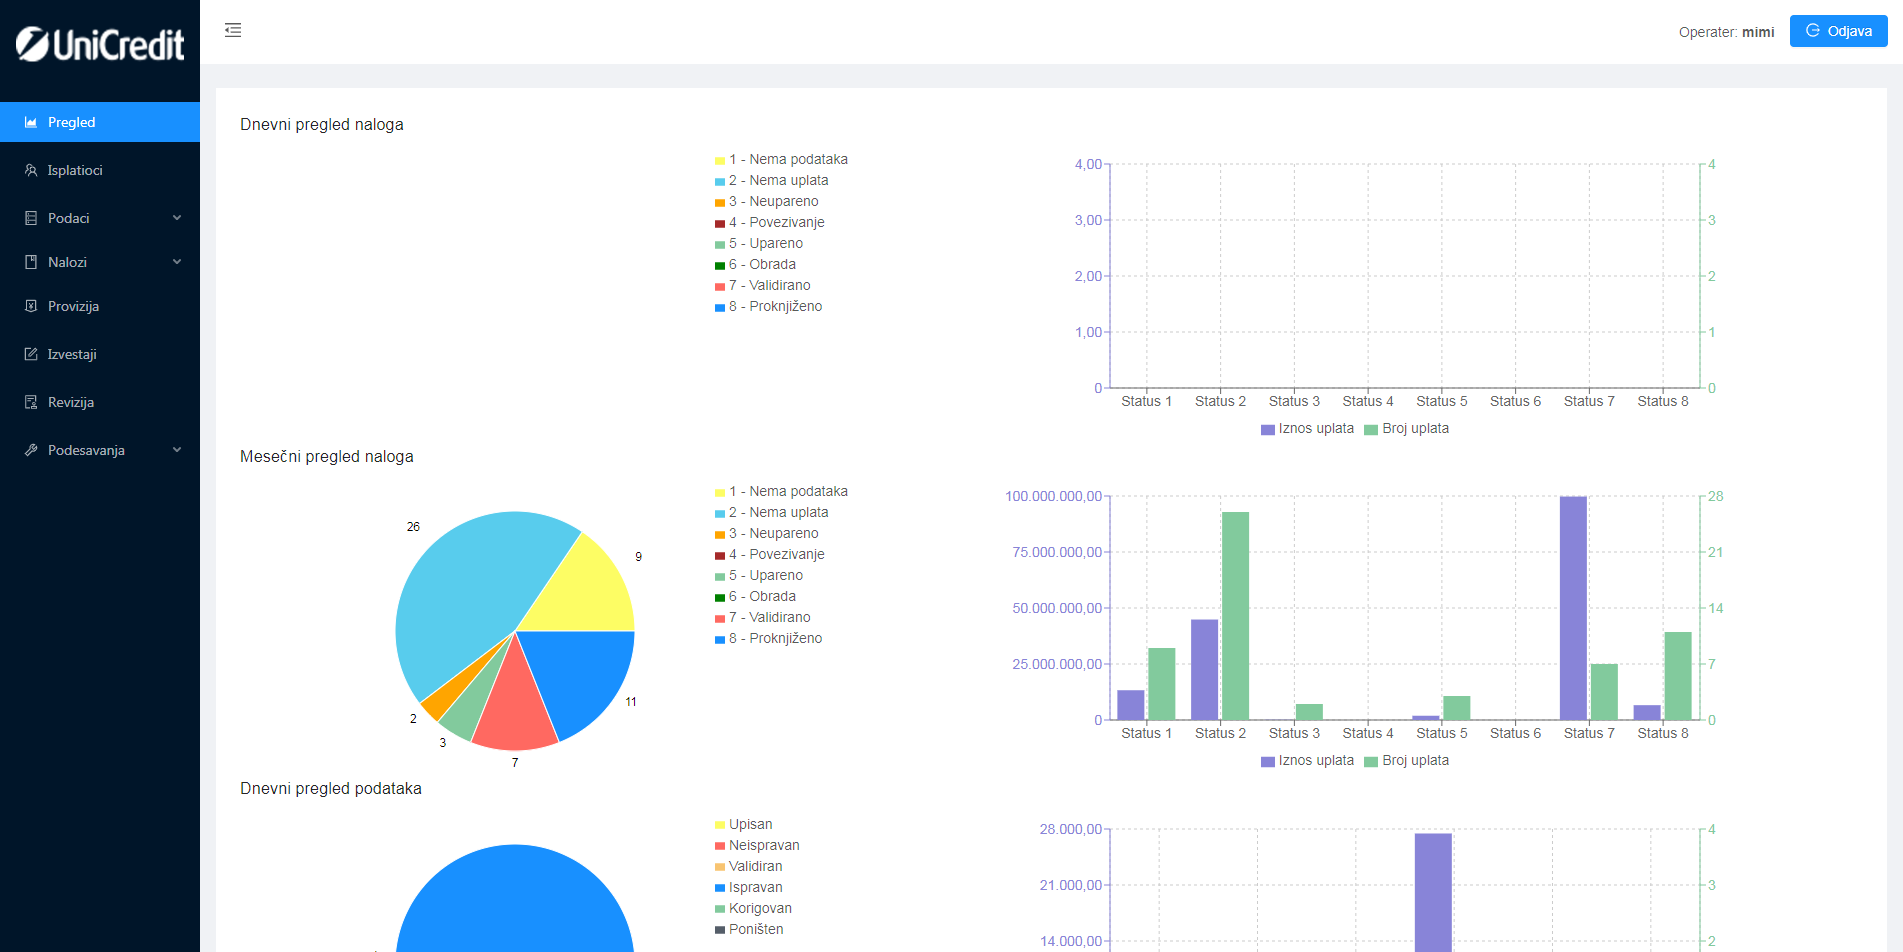 UniCredit
Operater: mimi
Odjava
Pregled
Isplatioci
Podaci
Nalozi
Provizija
Izvestaji
Revizija
Podesavanja
Dnevni pregled naloga
1 - Nema podataka
2 - Nema uplata
3 - Neupareno
4 - Povezivanje
5 - Upareno
6 - Obrada
7 - Validirano
8 - Proknjiženo
4,00
3,00
2,00
1,00
0
4
3
2
1
0
Status 1 Status 2 Status 3 Status 4 Status 5 Status 6 Status 7 Status 8
Iznos uplata Broj uplata
Mesečni pregled naloga
26
9
2
3
7
11
1 - Nema podataka
2 - Nema uplata
3 - Neupareno
4 - Povezivanje
5 - Upareno
6 - Obrada
7 - Validirano
8 - Proknjiženo
100.000.000,00
75.000.000,00
50.000.000,00
25.000.000,00
0
28
21
14
7
0
Status 1 Status 2 Status 3 Status 4 Status 5 Status 6 Status 7 Status 8
Iznos uplata Broj uplata
Dnevni pregled podataka
Upisan
Neispravan
Validiran
Ispravan
Korigovan
Poništen
28.000,00
21.000,00
14.000,00
4
3
2